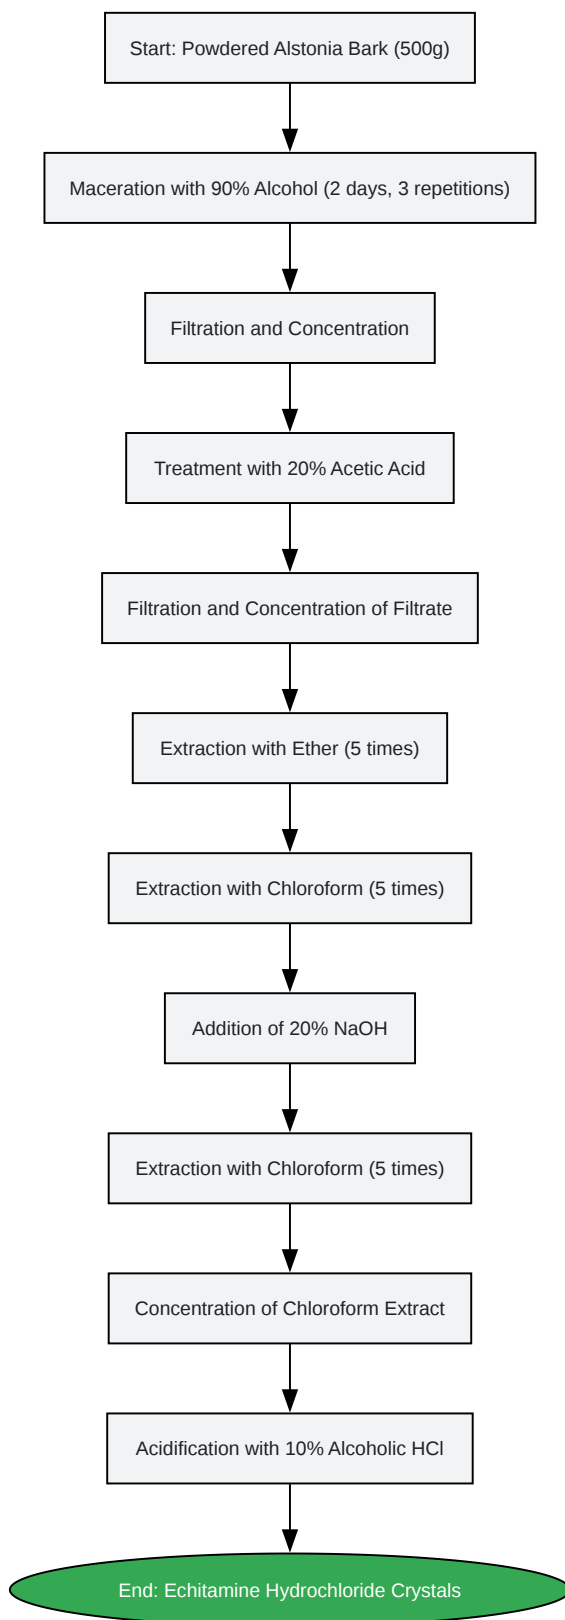 Start: Powdered Alstonia Bark (500g)
Maceration with 90% Alcohol (2 days, 3 repetitions)
Filtration and Concentration
Treatment with 20% Acetic Acid
Filtration and Concentration of Filtrate
Extraction with Ether (5 times)
Extraction with Chloroform (5 times)
Addition of 20% NaOH
Extraction with Chloroform (5 times)
Concentration of Chloroform Extract
Acidification with 10% Alcoholic HCl
End: Echitamine Hydrochloride Crystals